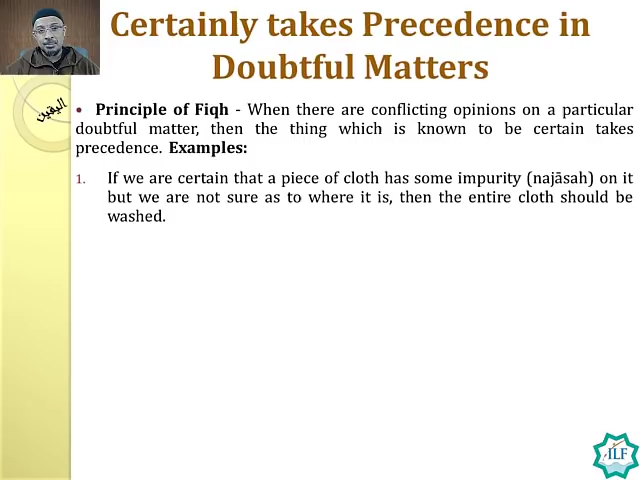 Certainly takes Precedence in
Doubtful Matters
اليقين
• Principle of Fiqh - When there are conflicting opinions on a particular
doubtful matter, then the thing which is known to be certain takes
precedence. Examples:
1. If we are certain that a piece of cloth has some impurity (najāsah) on it
but we are not sure as to where it is, then the entire cloth should be
washed.
ILF